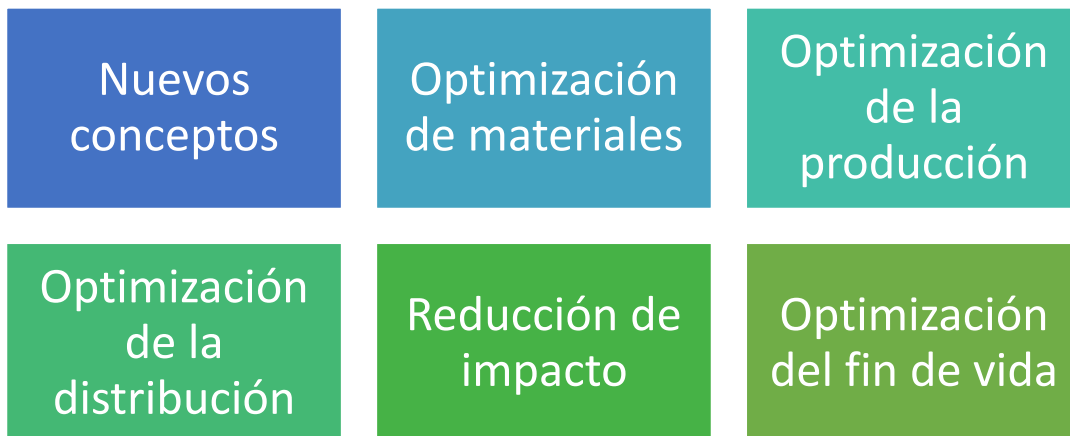 Nuevos
conceptos
Optimización
de materiales
Optimización
de la
producción
Optimización
de la
distribución
Reducción de
impacto
Optimización
del fin de vida